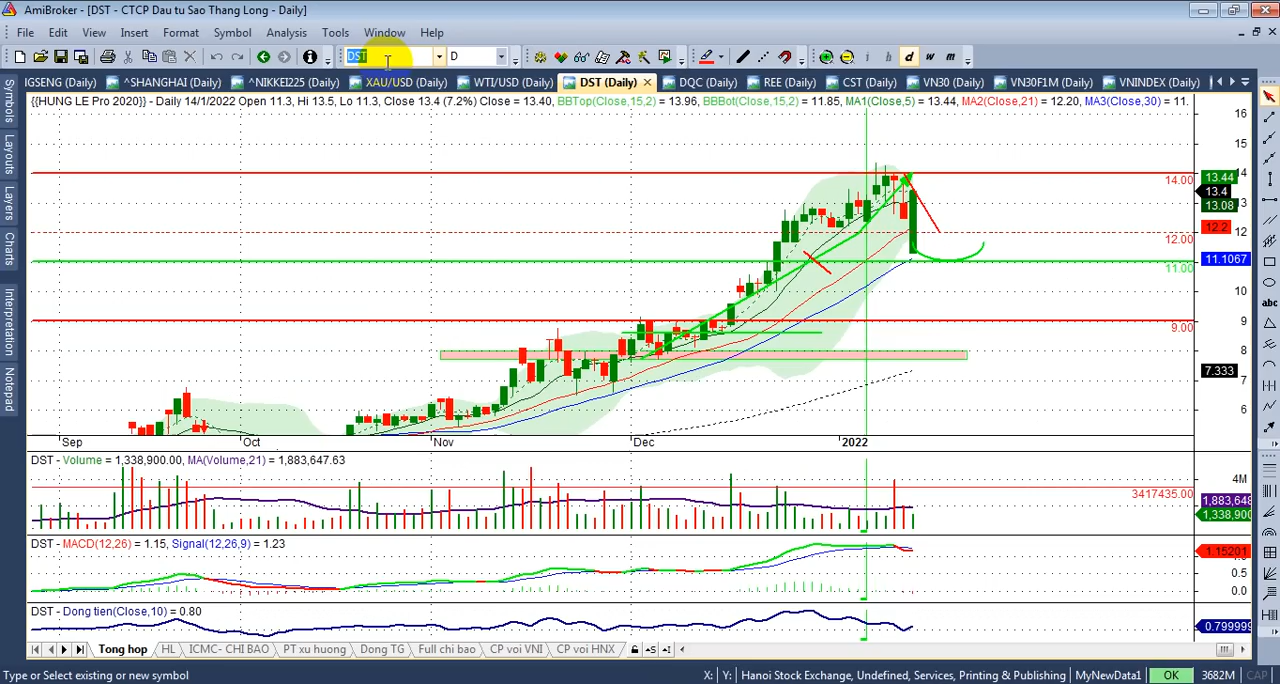 AmiBroker - [DST - CTCP Dau tu Sao Thang Long - Daily]
File Edit View Insert Format Symbol Analysis Tools Window Help
DST D i d w m
IGSENG (Daily) ^SHANGHAI (Daily) ^NIKKEI225 (Daily) XAU/USD (Daily) WTI/USD (Daily) DST (Daily) DQC (Daily) REE (Daily) CST (Daily) VN30 (Daily) VN30F1M (Daily) VNINDEX (Daily)
Symbols
Layouts
Layers
Charts
Interpretation
Notepad
abc
{{HUNG LE Pro 2020}} - Daily 14/1/2022 Open 11.3, Hi 13.5, Lo 11.3, Close 13.4 (7.2%) Close = 13.40, BBTop(Close,15,2) = 13.96, BBBot(Close,15,2) = 11.85, MA1(Close,5) = 13.44, MA2(Close,21) = 12.20, MA3(Close,30) = 11.
16
15
14
14.00
13.44
13.4
13
13.08
12.2
12
12.00
11.1067
11.00
10
9
9.00
8
7.333
7
6
Sep Oct Nov Dec 2022
DST - Volume = 1,338,900.00, MA(Volume,21) = 1,883,647.63
4M
3417435.00
1,883,648
1,338,900
DST - MACD(12,26) = 1.15, Signal(12,26,9) = 1.23
1.15201
0.5
0.0
DST - Dong tien(Close,10) = 0.80
0.799999
Tong hop HL ICMC- CHI BAO PT xu huong Dong TG Full chi bao CP voi VNI CP voi HNX
Type or Select existing or new symbol X: Y: Hanoi Stock Exchange, Undefined, Services, Printing & Publishing MyNewData1 OK 3682M CAP